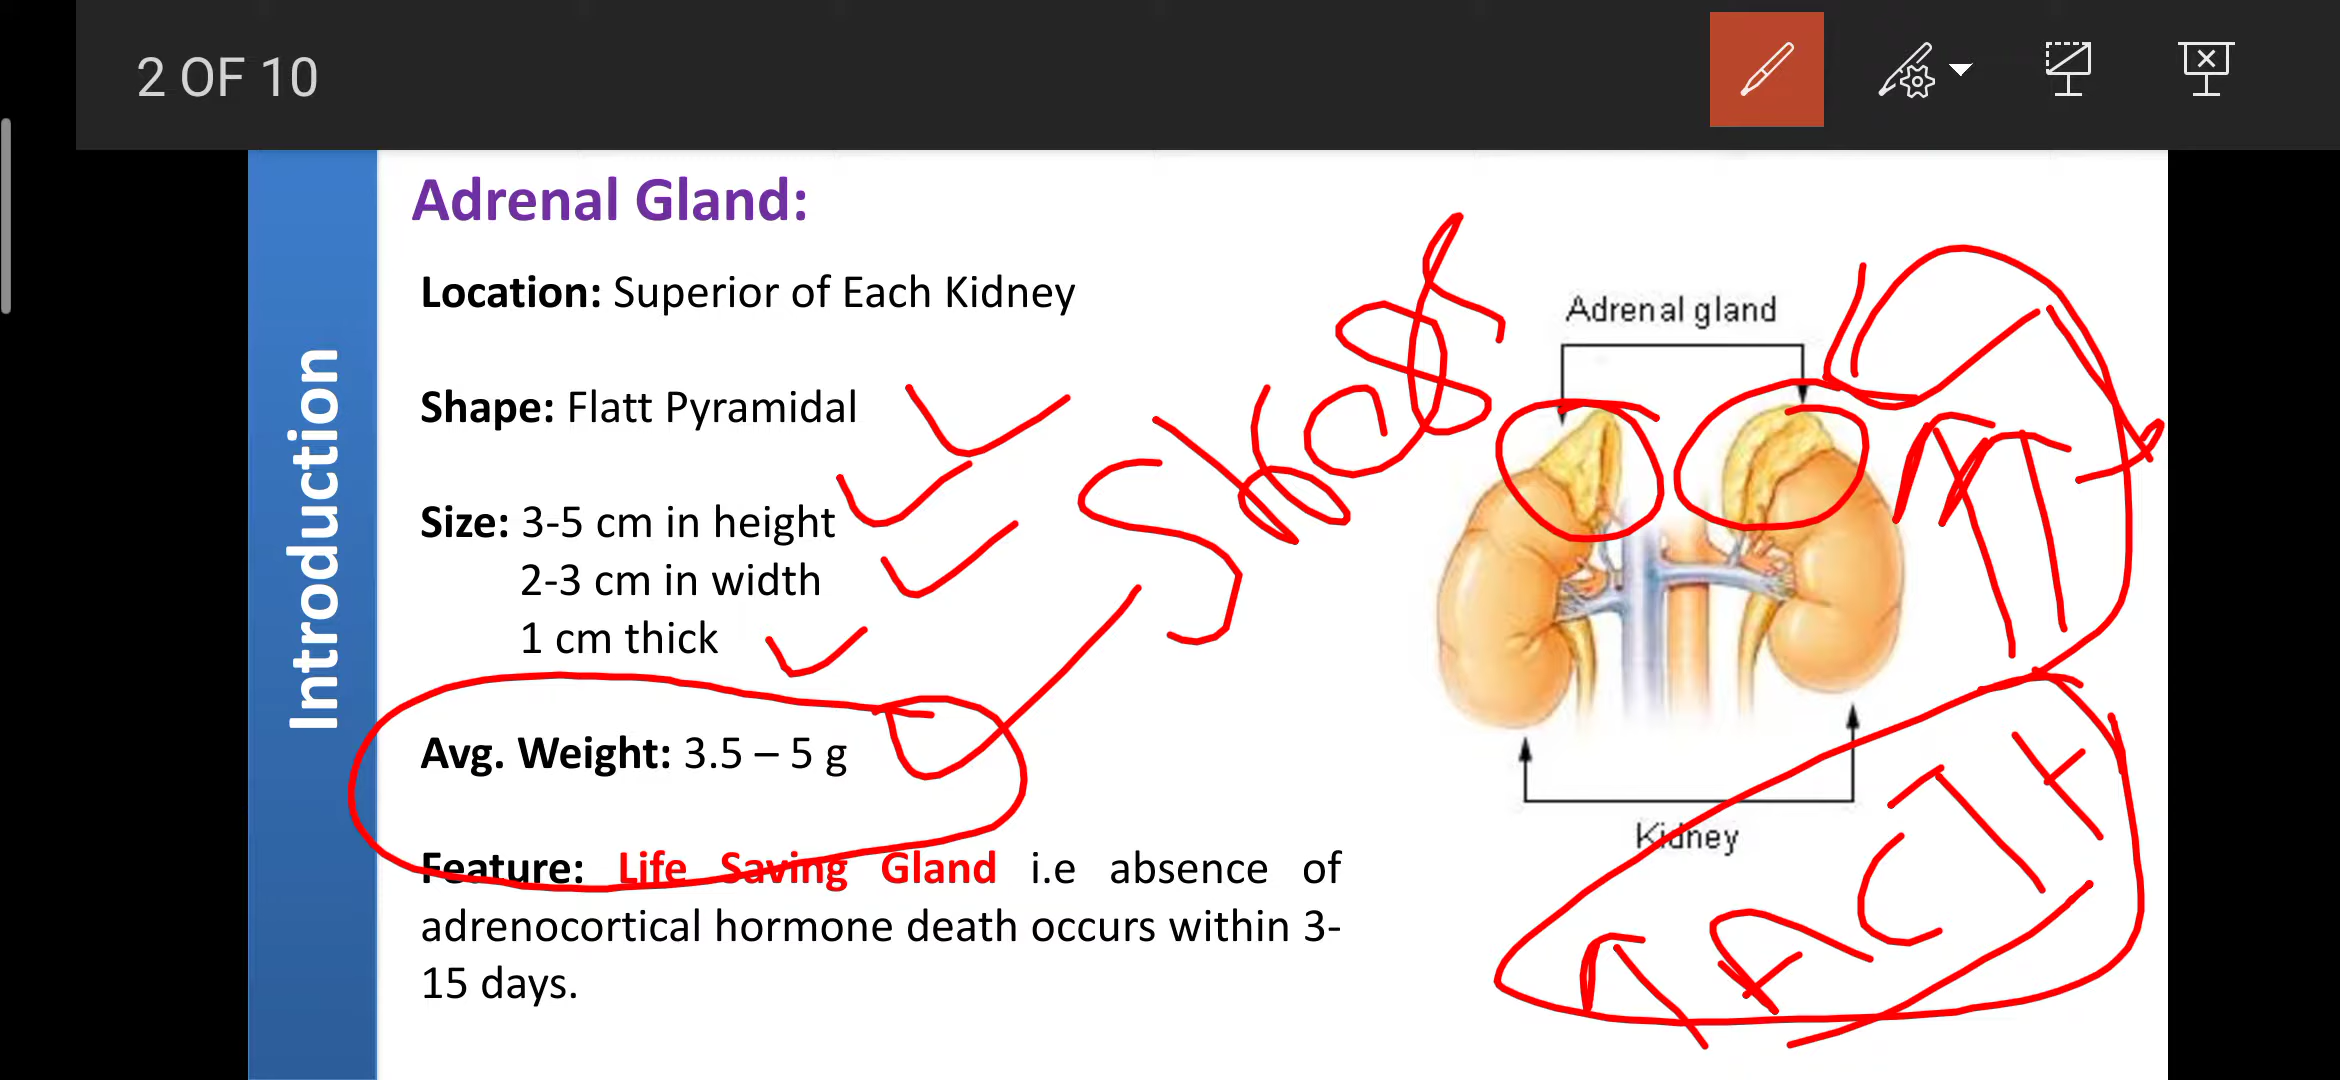 2 OF 10
Introduction
Adrenal Gland:
Location: Superior of Each Kidney
Shape: Flatt Pyramidal
Size: 3-5 cm in height
2-3 cm in width
1 cm thick
Avg. Weight: 3.5 – 5 g
Feature: Life Saving Gland i.e absence of
adrenocortical hormone death occurs within 3-
15 days.
Adrenal gland
Kidney
ACTH